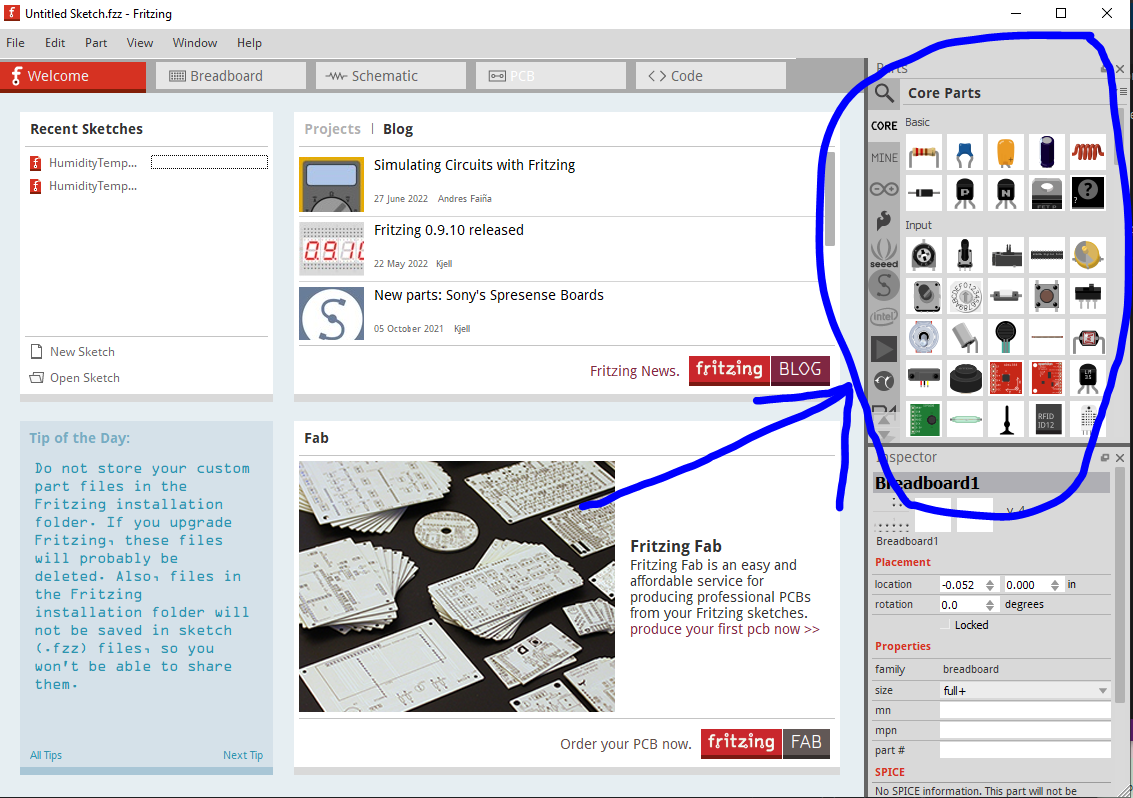 Untitled Sketch.fzz - Fritzing
File Edit Part View Window Help
Welcome Breadboard Schematic PCB Code
Recent Sketches
HumidityTemp...
HumidityTemp...
New Sketch
Open Sketch
Projects | Blog
Simulating Circuits with Fritzing
27 June 2022 Andres Faiña
09.10
Fritzing 0.9.10 released
22 May 2022 Kjell
New parts: Sony's Spresense Boards
05 October 2021 Kjell
Fritzing News. fritzing BLOG
Tip of the Day:
Do not store your custom
part files in the
Fritzing installation
folder. If you upgrade
Fritzing, these files
will probably be
deleted. Also, files in
the Fritzing
installation folder will
not be saved in sketch
(.fzz) files, so you
won't be able to share
them.
All Tips Next Tip
Fab
Fritzing Fab
Fritzing Fab is an easy and
affordable service for
producing professional PCBs
from your Fritzing sketches.
produce your first pcb now >>
Order your PCB now. fritzing FAB
Parts
Core Parts
CORE
MINE
seeed
intel
Basic
P N ?
Input
LM
35
RFID
ID12
Inspector
Breadboard1
Breadboard1
Placement
location -0.052 0.000 in
rotation 0.0 degrees
Locked
Properties
family breadboard
size full+
mn
mpn
part #
SPICE
No SPICE information. This part will not be